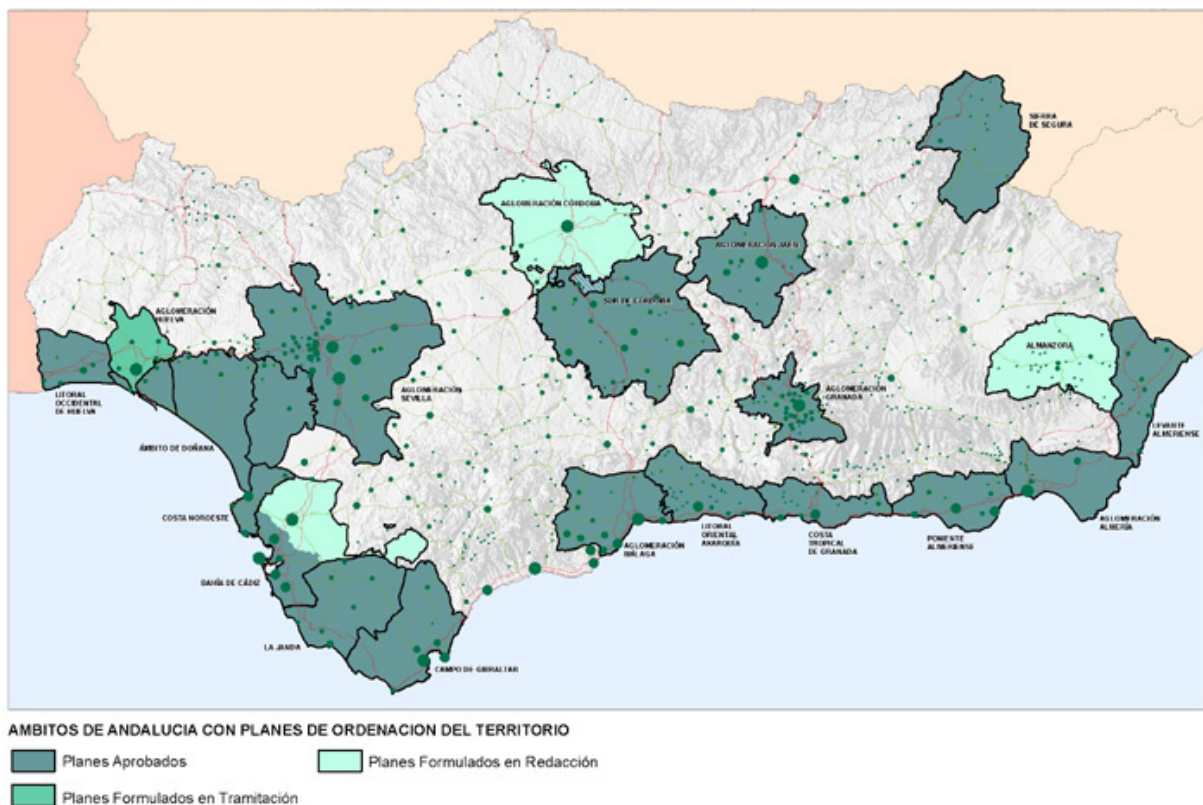 SIERRA
DE SEGURA
AGLOMERACIÓN CÓRDOBA
AGLOMERACIÓN JAÉN
SUR DE CÓRDOBA
AGLOMERACIÓN
HUELVA
ALMANZORA
AGLOMERACIÓN
GRANADA
LITORAL
OCCIDENTAL
DE HUELVA
AGLOMERACIÓN
SEVILLA
LEVANTE
ALMERIENSE
ÁMBITO DE DOÑANA
COSTA NOROESTE
AGLOMERACIÓN
MÁLAGA
LITORAL
ORIENTAL
AXARQUÍA
COSTA
TROPICAL
DE GRANADA
PONIENTE
ALMERIENSE
AGLOMERACIÓN
ALMERÍA
BAHÍA DE CÁDIZ
LA JANDA
CAMPO DE GIBRALTAR
AMBITOS DE ANDALUCIA CON PLANES DE ORDENACION DEL TERRITORIO
Planes Aprobados
Planes Formulados en Redacción
Planes Formulados en Tramitación